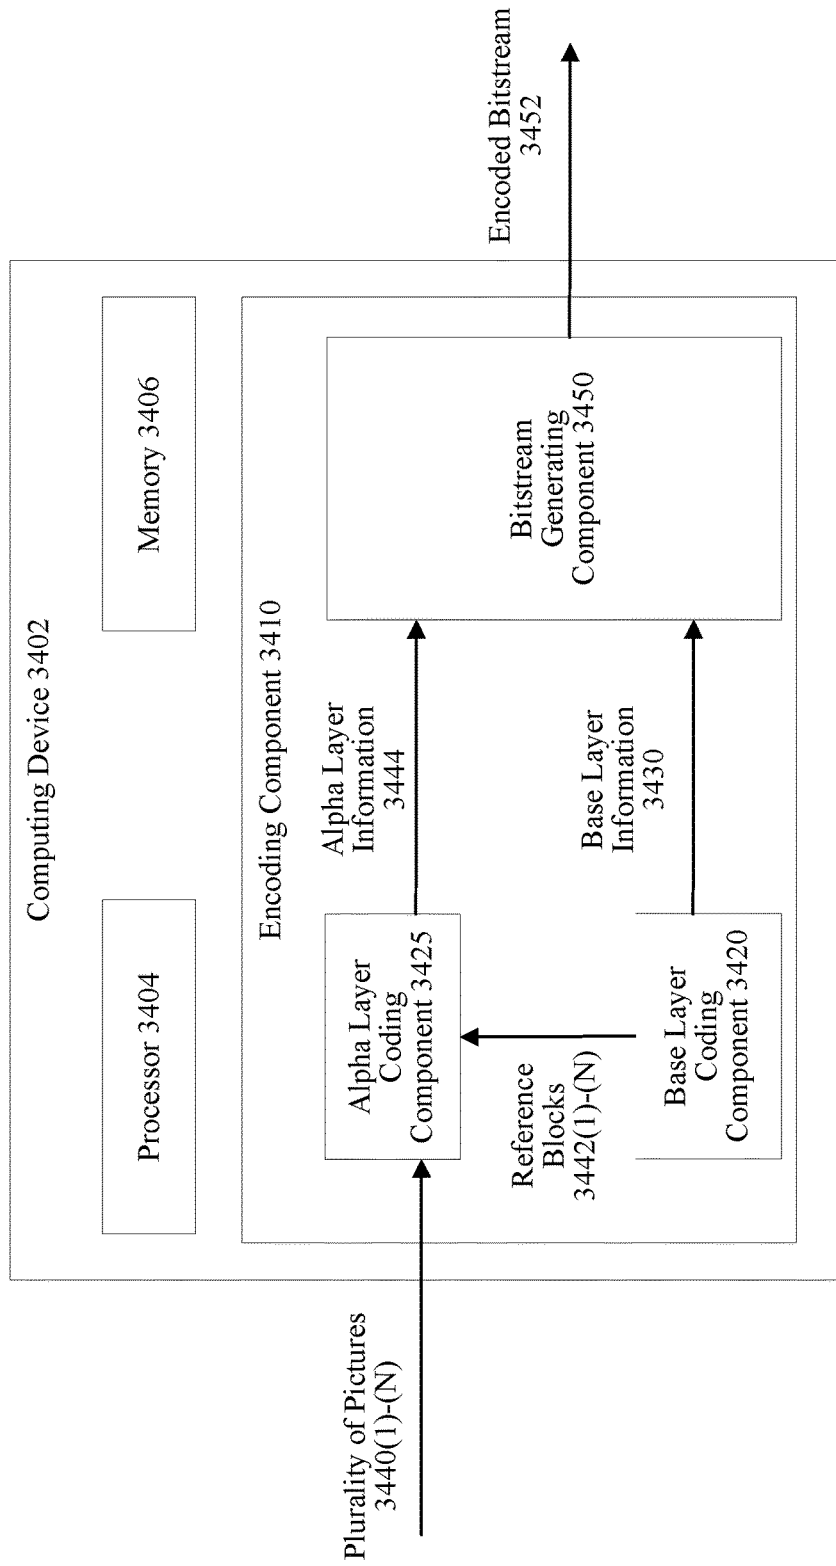 Computing Device 3402
Processor 3404
Memory 3406
Encoding Component 3410
Plurality of Pictures
3440(1)-(N)
Alpha Layer
Coding
Component 3425
Alpha Layer
Information
3444
Reference
Blocks
3442(1)-(N)
Base Layer
Coding
Component 3420
Base Layer
Information
3430
Bitstream
Generating
Component 3450
Encoded Bitstream
3452